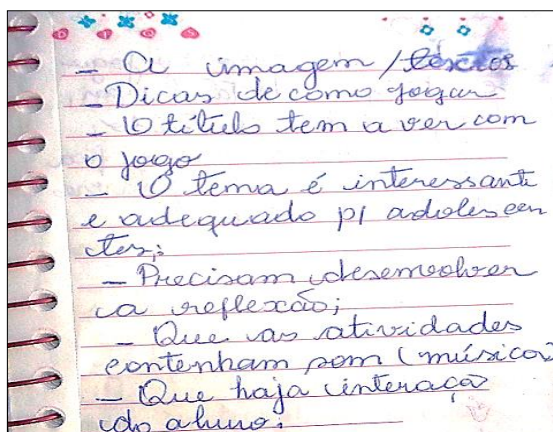 - A imagem / textos
- Dicas de como jogar
- O título tem a ver com
o jogo
- O tema é interessante
e adequado p/ adolescen
tes;
- Precisam desenvolver
a reflexão;
- Que as atividades
contenham som (música)
- Que haja interação
do aluno.